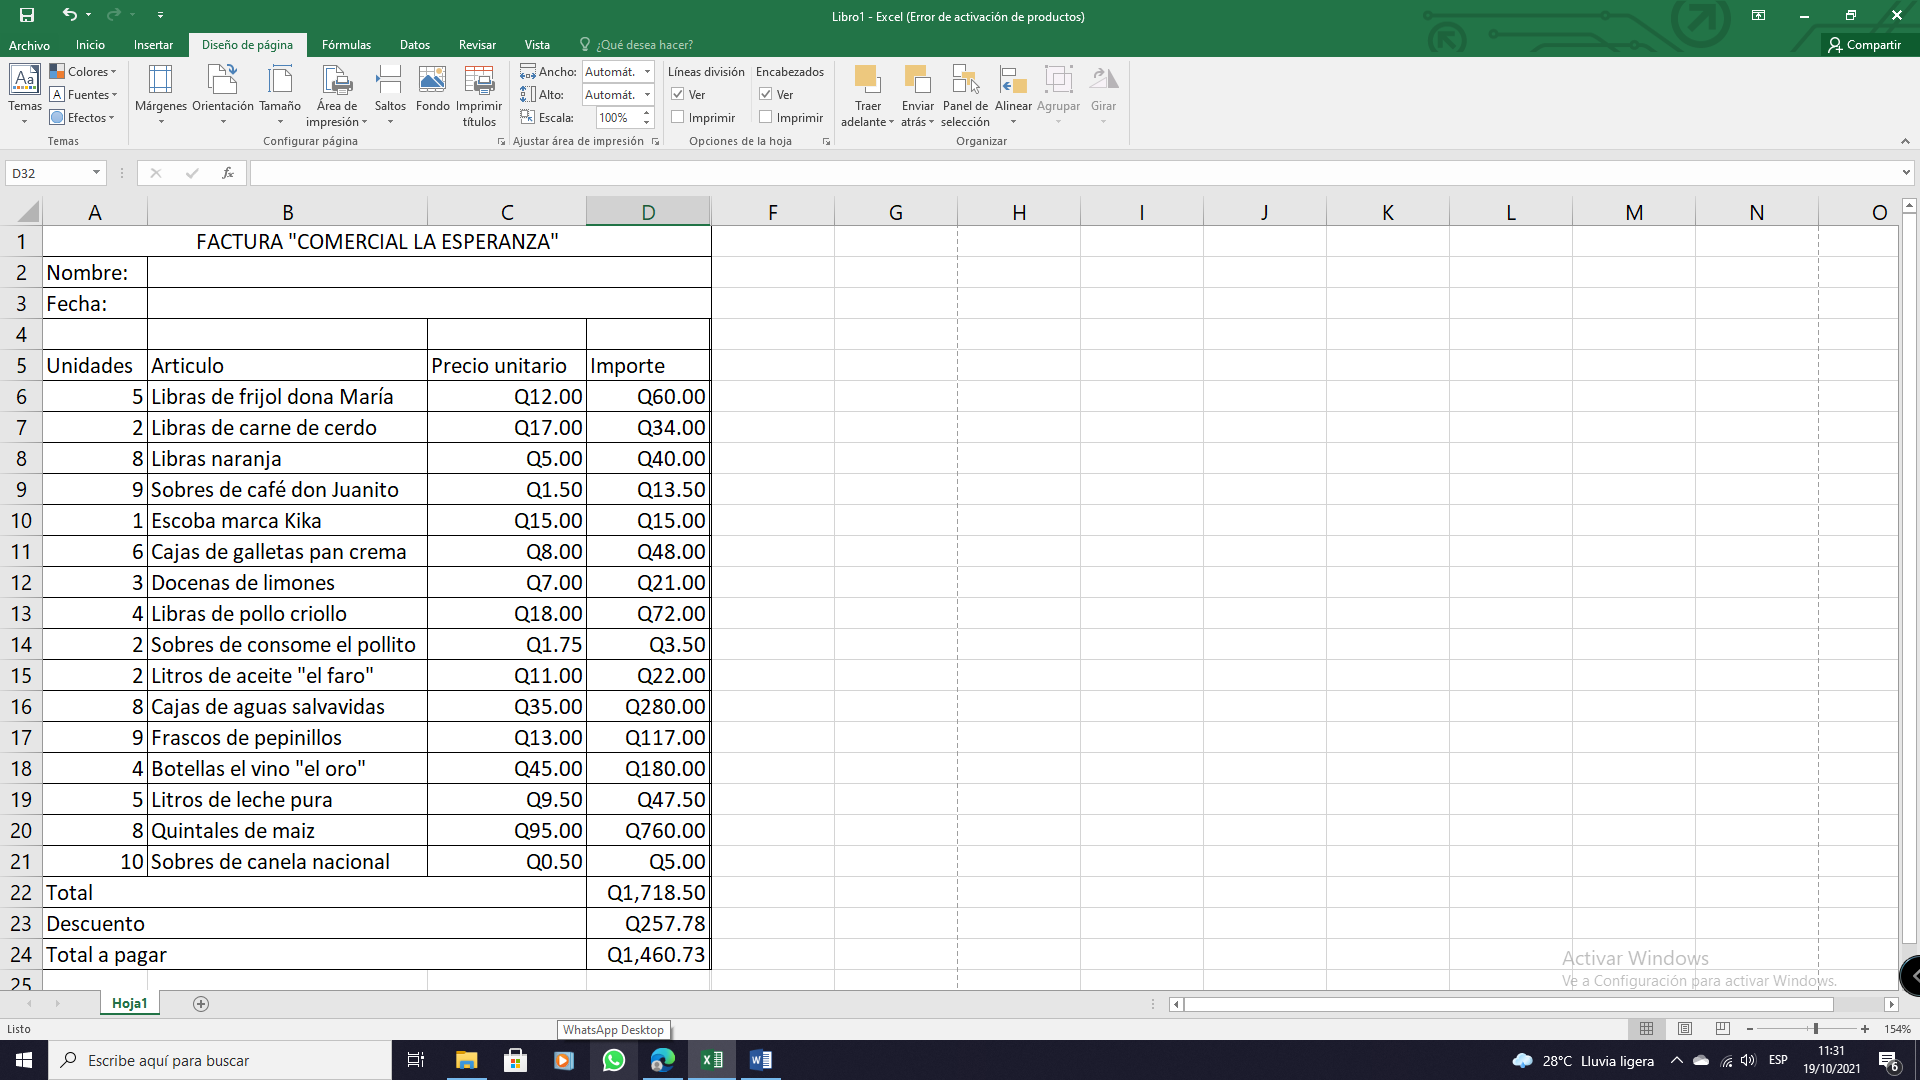 Libro1 - Excel (Error de activación de productos)
Archivo Inicio Insertar Diseño de página Fórmulas Datos Revisar Vista ¿Qué desea hacer? Compartir
Colores Ancho: Automát. Líneas división Encabezados
Fuentes Alto: Automát. Ver Ver
Temas Efectos Márgenes Orientación Tamaño Área de impresión Saltos Fondo Imprimir títulos Escala: 100% Imprimir Imprimir Traer adelante Enviar atrás Panel de selección Alinear Agrupar Girar
Temas Configurar página Ajustar área de impresión Opciones de la hoja Organizar
D32 fx
A B C D F G H I J K L M N O
1 FACTURA "COMERCIAL LA ESPERANZA"
2 Nombre:
3 Fecha:
4
5 Unidades Articulo Precio unitario Importe
6 5 Libras de frijol dona María Q12.00 Q60.00
7 2 Libras de carne de cerdo Q17.00 Q34.00
8 8 Libras naranja Q5.00 Q40.00
9 9 Sobres de café don Juanito Q1.50 Q13.50
10 1 Escoba marca Kika Q15.00 Q15.00
11 6 Cajas de galletas pan crema Q8.00 Q48.00
12 3 Docenas de limones Q7.00 Q21.00
13 4 Libras de pollo criollo Q18.00 Q72.00
14 2 Sobres de consome el pollito Q1.75 Q3.50
15 2 Litros de aceite "el faro" Q11.00 Q22.00
16 8 Cajas de aguas salvavidas Q35.00 Q280.00
17 9 Frascos de pepinillos Q13.00 Q117.00
18 4 Botellas el vino "el oro" Q45.00 Q180.00
19 5 Litros de leche pura Q9.50 Q47.50
20 8 Quintales de maiz Q95.00 Q760.00
21 10 Sobres de canela nacional Q0.50 Q5.00
22 Total Q1,718.50
23 Descuento Q257.78
24 Total a pagar Q1,460.73
25
Activar Windows
Ve a Configuración para activar Windows.
Hoja1
Listo WhatsApp Desktop 154%
Escribe aquí para buscar 28°C Lluvia ligera ESP 11:31
19/10/2021 6